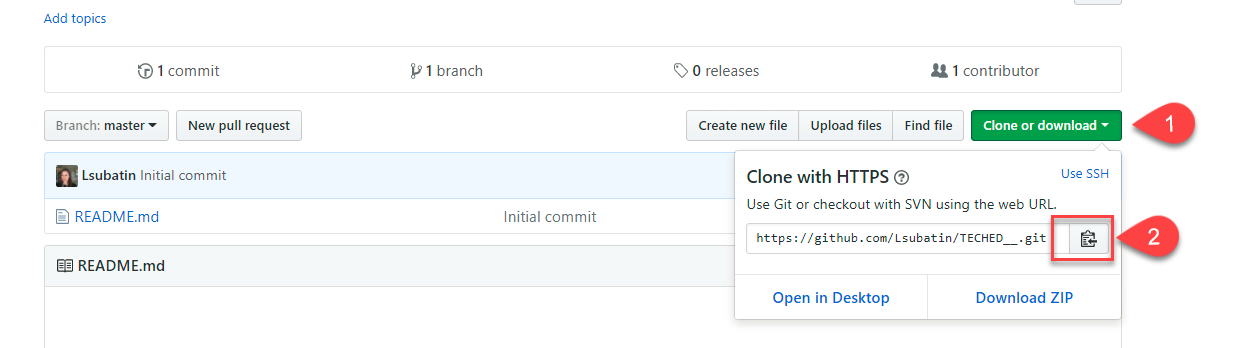 Add topics
1 commit 1 branch 0 releases 1 contributor
Branch: master New pull request Create new file Upload files Find file Clone or download 1
Lsubatin Initial commit
Clone with HTTPS Use SSH
Use Git or checkout with SVN using the web URL.
README.md Initial commit
https://github.com/Lsubatin/TECHED__.git 2
README.md
Open in Desktop Download ZIP